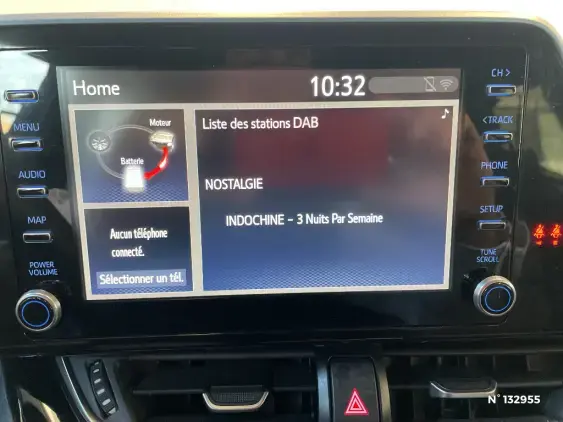 Home
10:32
CH >
MENU
AUDIO
MAP
POWER
VOLUME
Moteur
Batterie
Aucun téléphone
connecté.
Sélectionner un tél.
Liste des stations DAB
NOSTALGIE
INDOCHINE – 3 Nuits Par Semaine
< TRACK
PHONE
SETUP
TUNE
SCROLL
N° 132955